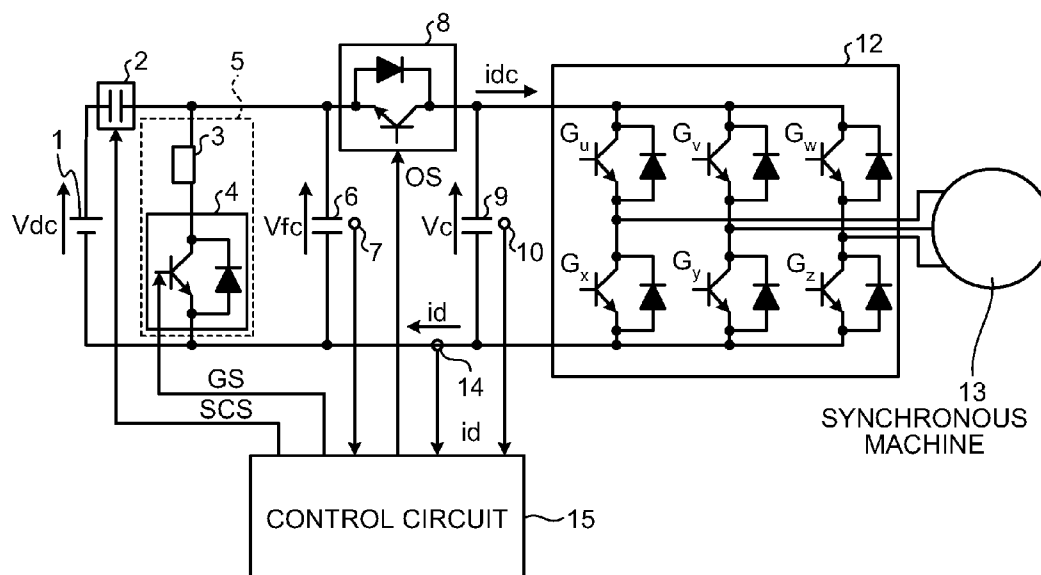 8
2
5
idc
12
1
3
4
OS
Vdc
Vfc
6
7
Vc
9
10
Gu
Gv
Gw
Gx
Gy
Gz
id
14
GS
SCS
id
13
SYNCHRONOUS
MACHINE
CONTROL CIRCUIT
15